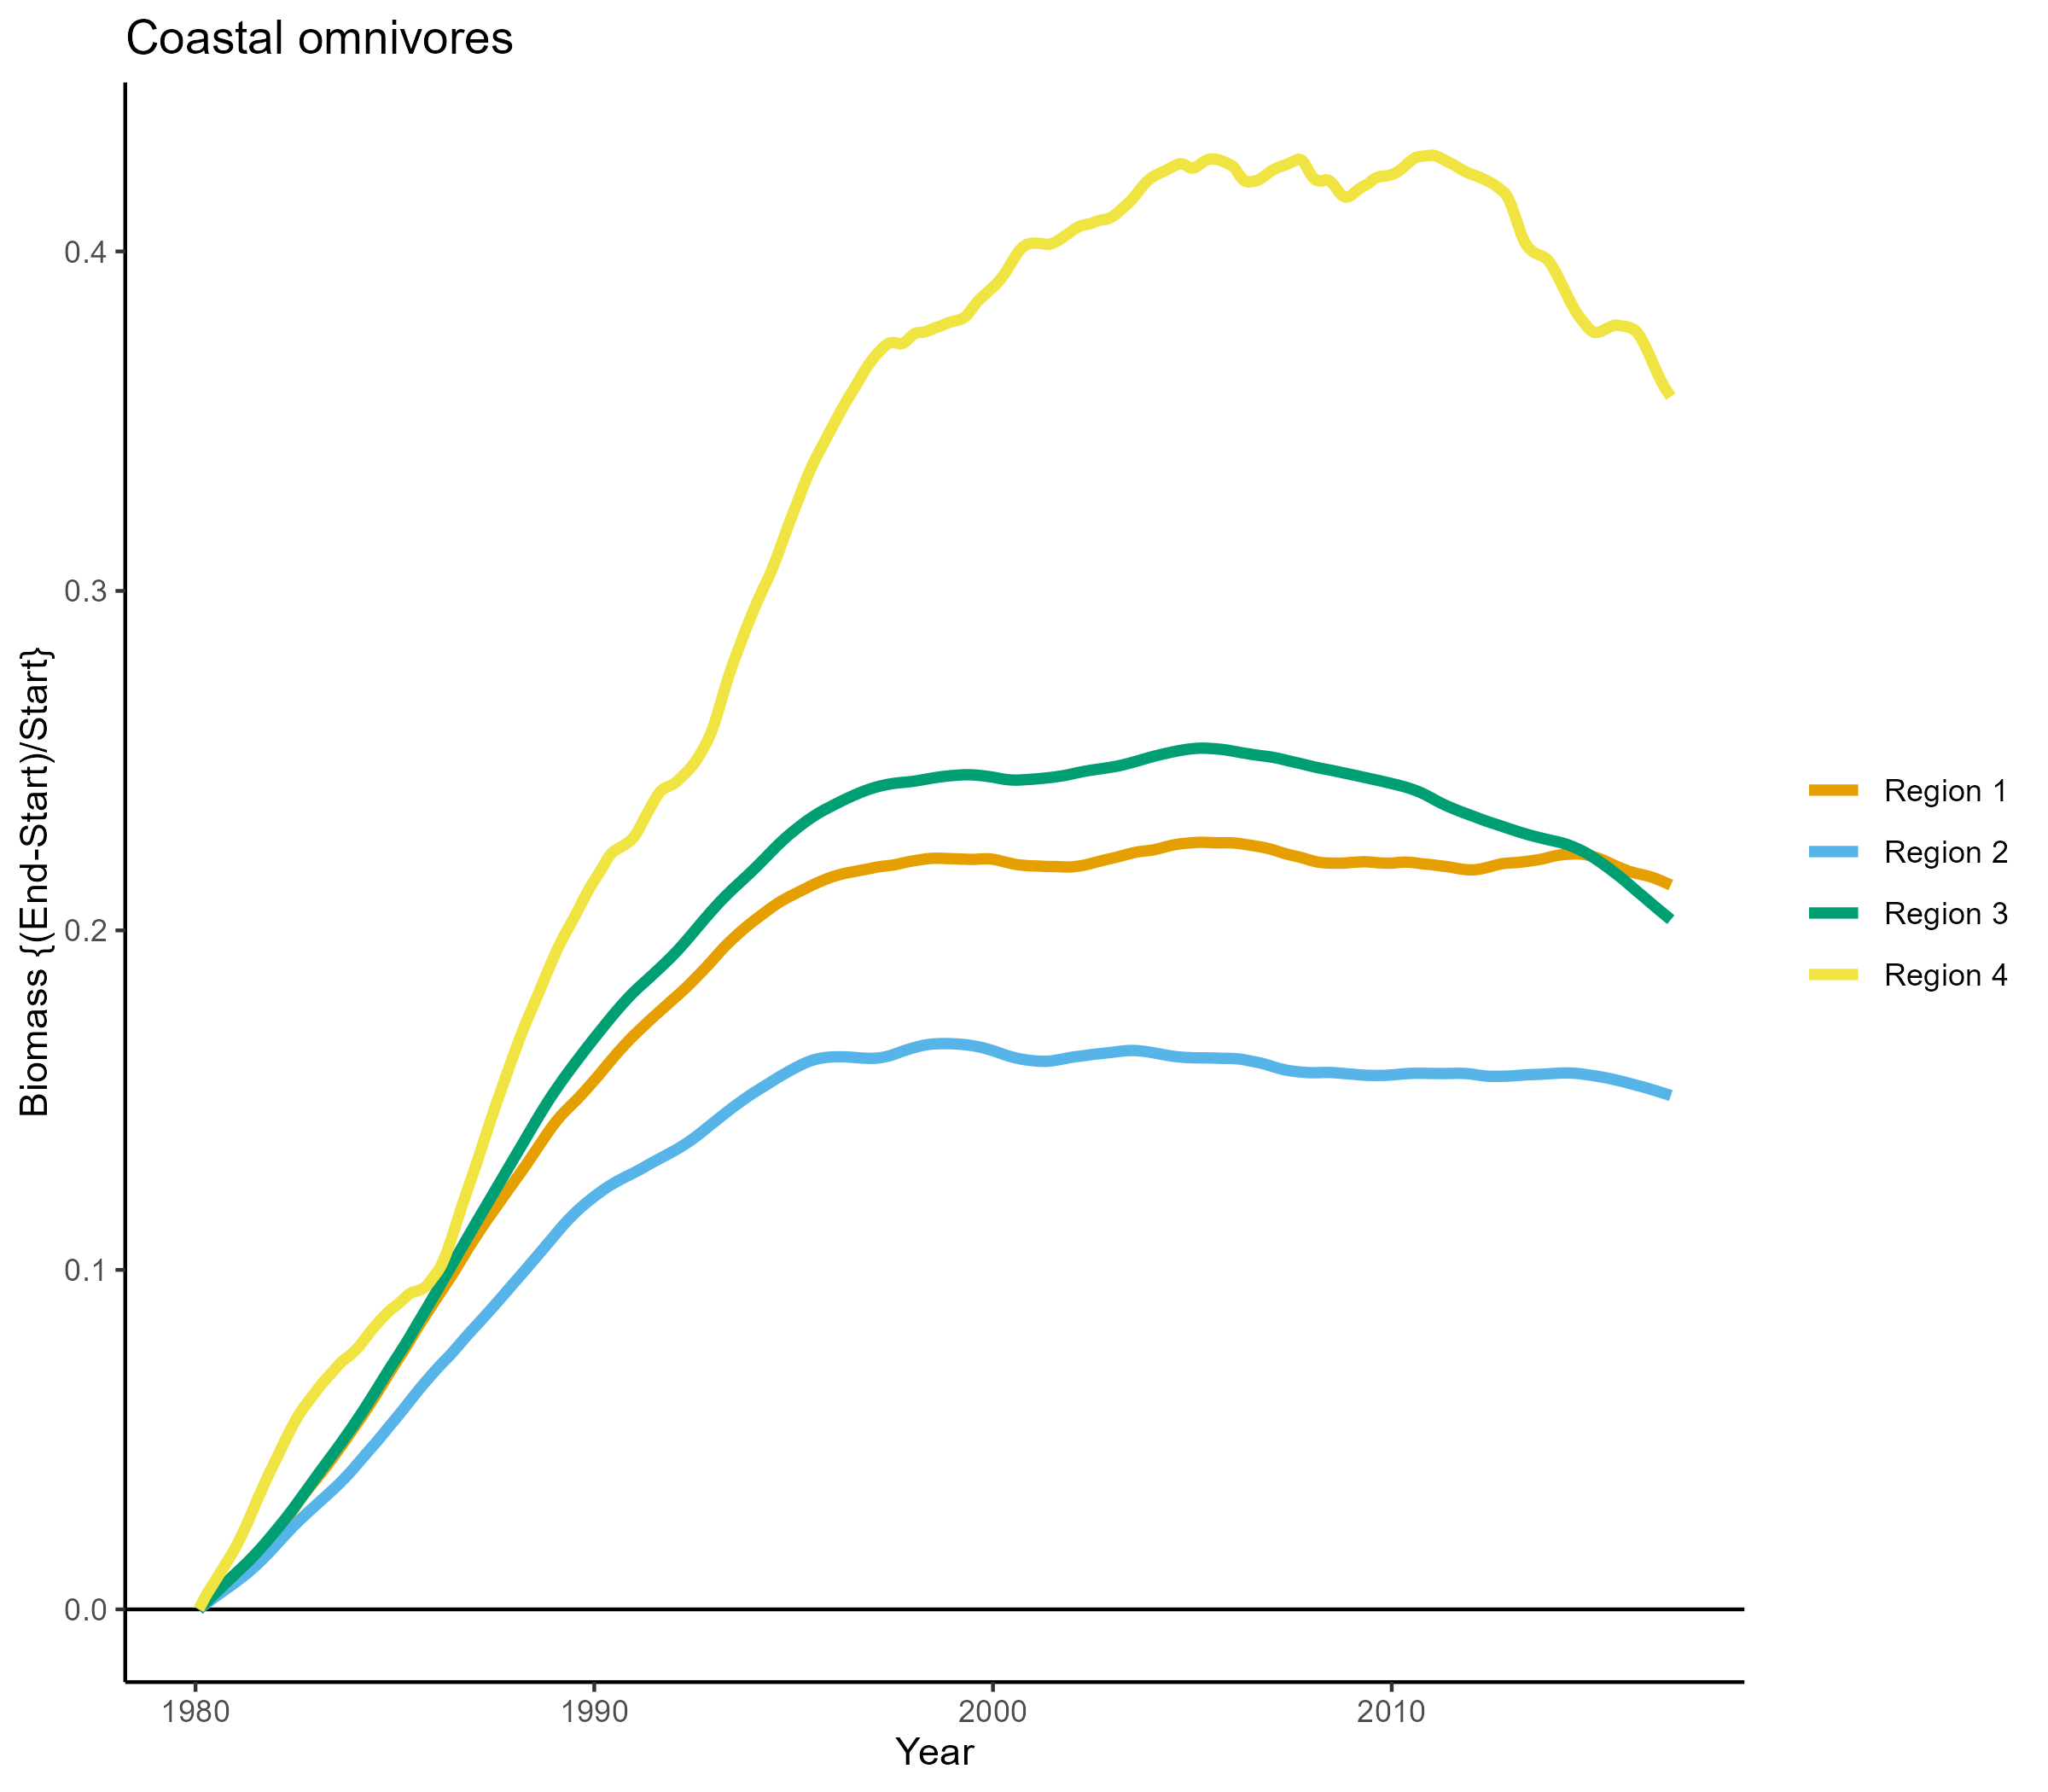 Coastal omnivores
Biomass {(End-Start)/Start}
0.4
0.3
0.2
0.1
0.0
1980
1990
2000
2010
Year
Region 1
Region 2
Region 3
Region 4